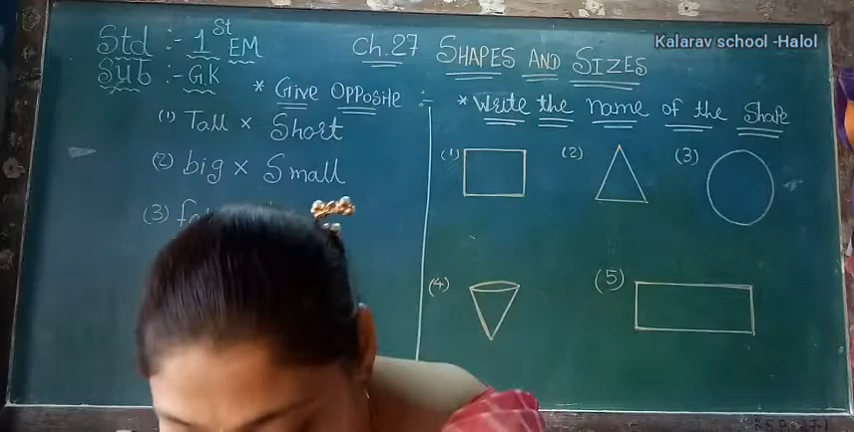 Kalarav school -Halol
Std :- 1st EM
Sub :- GK
Ch.27 SHAPES AND SIZES
* Give OPPOSite :-
(1) Tall × Short
(2) big × Small
(3)
* Write the name of the Shape
(1) (2) (3)
(4) (5)